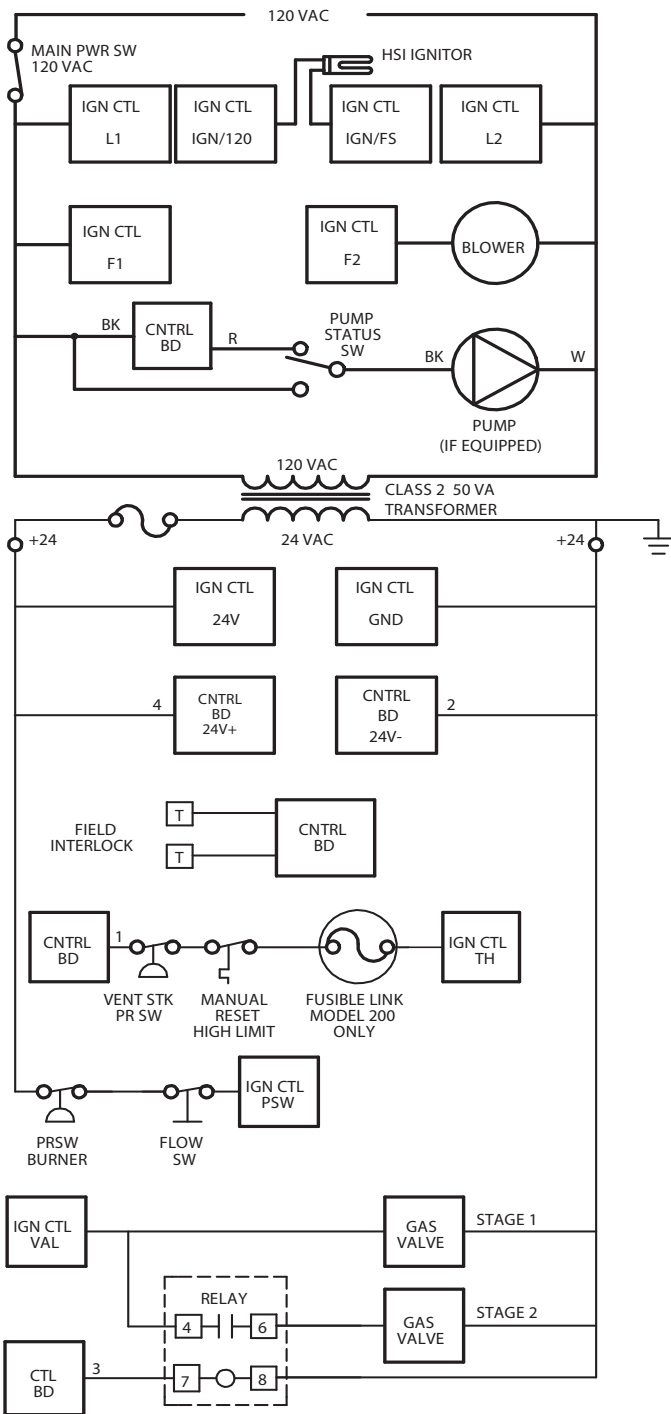 120 VAC
MAIN PWR SW
120 VAC
HSI IGNITOR
IGN CTL
L1
IGN CTL
IGN/120
IGN CTL
IGN/FS
IGN CTL
L2
IGN CTL
F1
IGN CTL
F2
BLOWER
BK
CNTRL
BD
R
PUMP
STATUS
SW
BK
W
PUMP
(IF EQUIPPED)
120 VAC
CLASS 2 50 VA
TRANSFORMER
24 VAC
+24
+24
IGN CTL
24V
IGN CTL
GND
4
CNTRL
BD
24V+
CNTRL
BD
24V-
2
FIELD
INTERLOCK
T
T
CNTRL
BD
CNTRL
BD
1
VENT STK
PR SW
MANUAL
RESET
HIGH LIMIT
FUSIBLE LINK
MODEL 200
ONLY
IGN CTL
TH
PRSW
BURNER
FLOW
SW
IGN CTL
PSW
IGN CTL
VAL
GAS
VALVE
STAGE 1
RELAY
4
6
GAS
VALVE
STAGE 2
CTL
BD
3
7
8